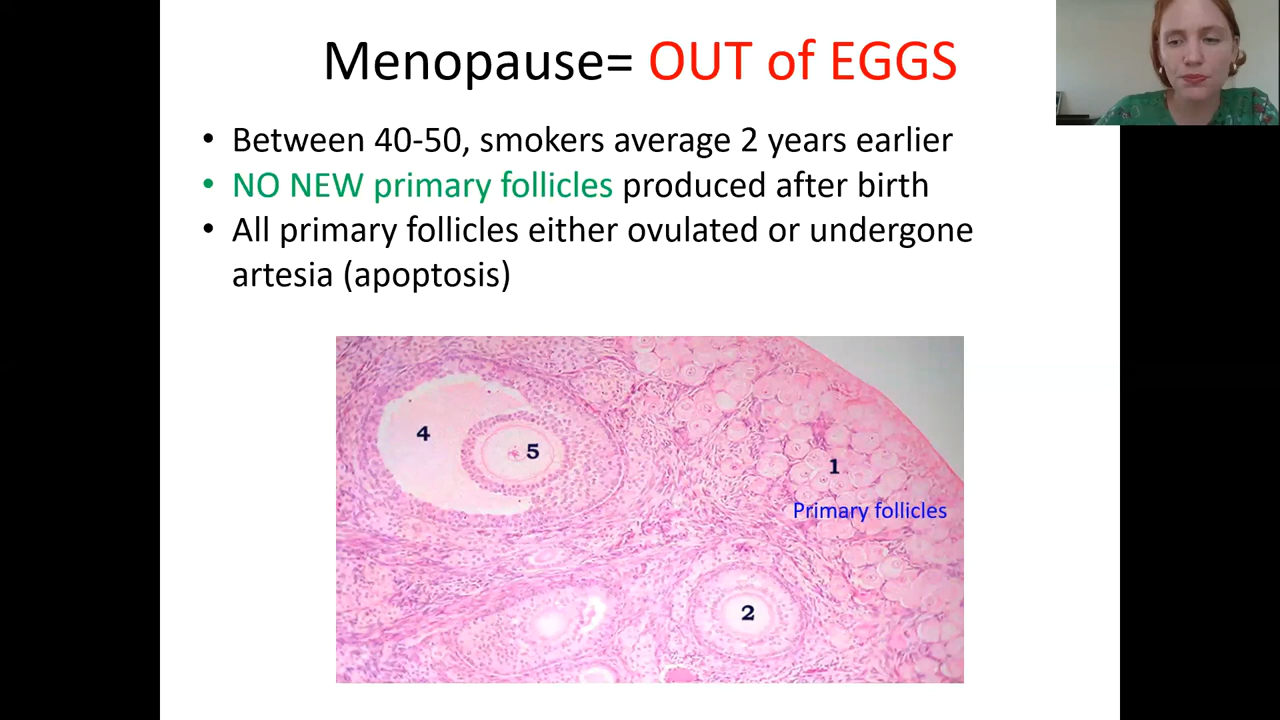 Menopause= OUT of EGGS
• Between 40-50, smokers average 2 years earlier
• NO NEW primary follicles produced after birth
• All primary follicles either ovulated or undergone
artesia (apoptosis)
4
5
1
Primary follicles
2